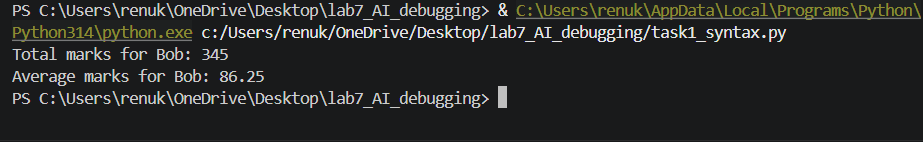 PS C:\Users\renuk\OneDrive\Desktop\lab7_AI_debugging> & C:\Users\renuk\AppData\Local\Programs\Python\
Python314\python.exe c:/Users/renuk/OneDrive/Desktop/lab7_AI_debugging/task1_syntax.py
Total marks for Bob: 345
Average marks for Bob: 86.25
PS C:\Users\renuk\OneDrive\Desktop\lab7_AI_debugging>